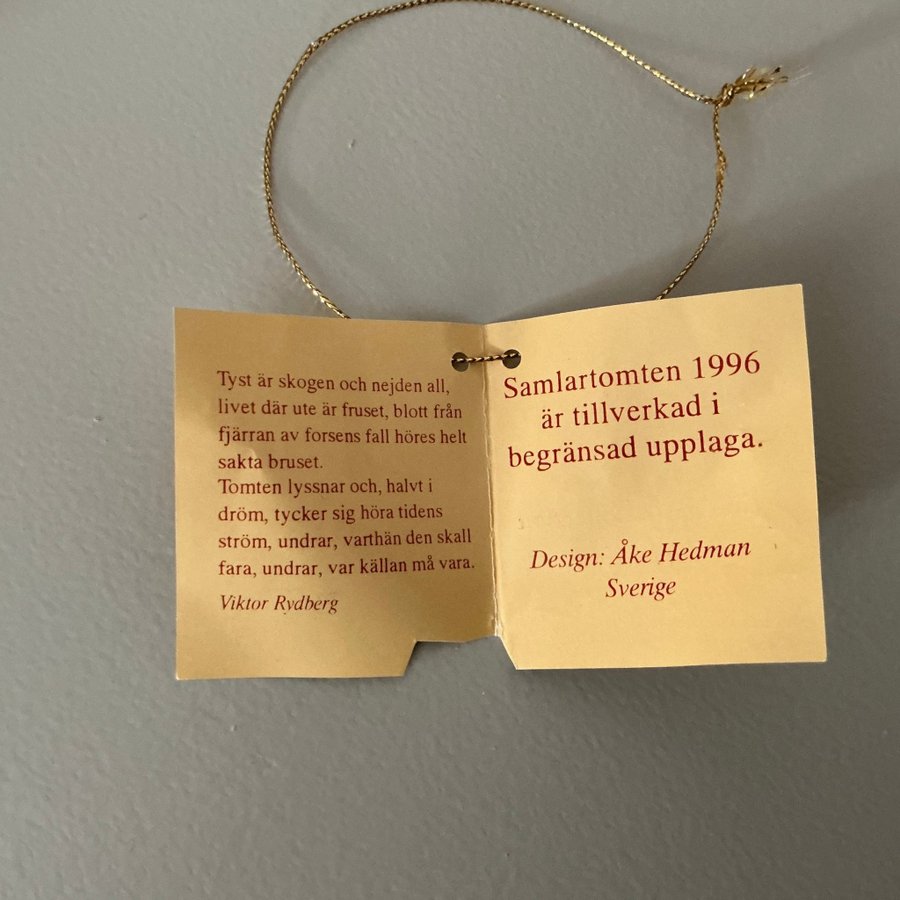 Tyst är skogen och nejden all,
livet där ute är fruset, blott från
fjärran av forsens fall höres helt
sakta bruset.
Tomten lyssnar och, halvt i
dröm, tycker sig höra tidens
ström, undrar, varthän den skall
fara, undrar, var källan må vara.
Viktor Rydberg
Samlartomten 1996
är tillverkad i
begränsad upplaga.
Design: Åke Hedman
Sverige